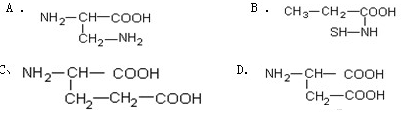 A. NH₂—CH—COOH
CH₂—NH₂
B. CH₃—CH₂—COOH
SH—NH
C、 NH₂—CH— COOH
CH₂—CH₂—COOH
D. NH₂—CH— COOH
CH₂—COOH